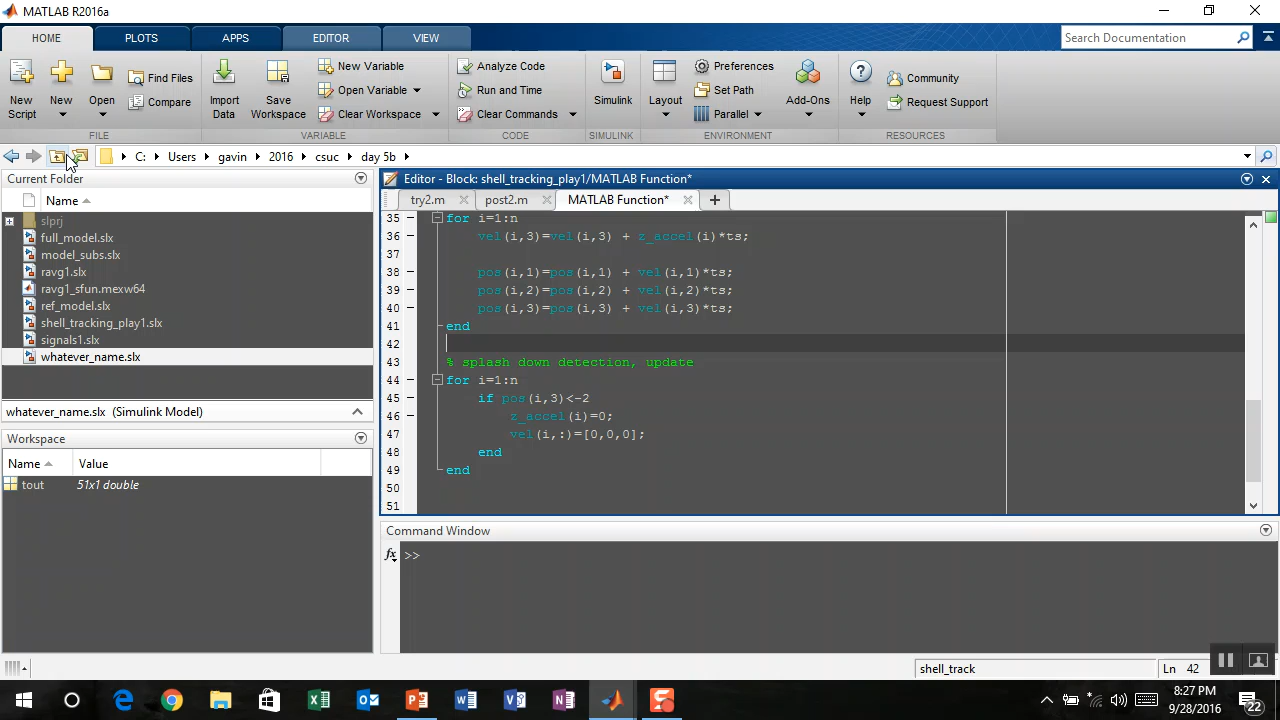 MATLAB R2016a
HOME PLOTS APPS EDITOR VIEW
Search Documentation
New Script
New
Open
Find Files
Compare
FILE
Import Data
Save Workspace
New Variable
Open Variable
Clear Workspace
VARIABLE
Analyze Code
Run and Time
Clear Commands
CODE
Simulink
SIMULINK
Layout
Preferences
Set Path
Parallel
ENVIRONMENT
Add-Ons
Help
Community
Request Support
RESOURCES
C: Users gavin 2016 csuc day 5b
Current Folder
Name
slprj
full_model.slx
model_subs.slx
ravg1.slx
ravg1_sfun.mexw64
ref_model.slx
shell_tracking_play1.slx
signals1.slx
whatever_name.slx
whatever_name.slx (Simulink Model)
Workspace
Name Value
tout 51x1 double
Editor - Block: shell_tracking_play1/MATLAB Function*
try2.m post2.m MATLAB Function*
35 for i=1:n
36 vel(i,3)=vel(i,3) + z_accel(i)*ts;
37
38 pos(i,1)=pos(i,1) + vel(i,1)*ts;
39 pos(i,2)=pos(i,2) + vel(i,2)*ts;
40 pos(i,3)=pos(i,3) + vel(i,3)*ts;
41 end
42
43 % splash down detection, update
44 for i=1:n
45 if pos(i,3)<-2
46 z_accel(i)=0;
47 vel(i,:)=[0,0,0];
48 end
49 end
50
51
Command Window
fx >>
shell_track
Ln 42
8:27 PM
9/28/2016
22